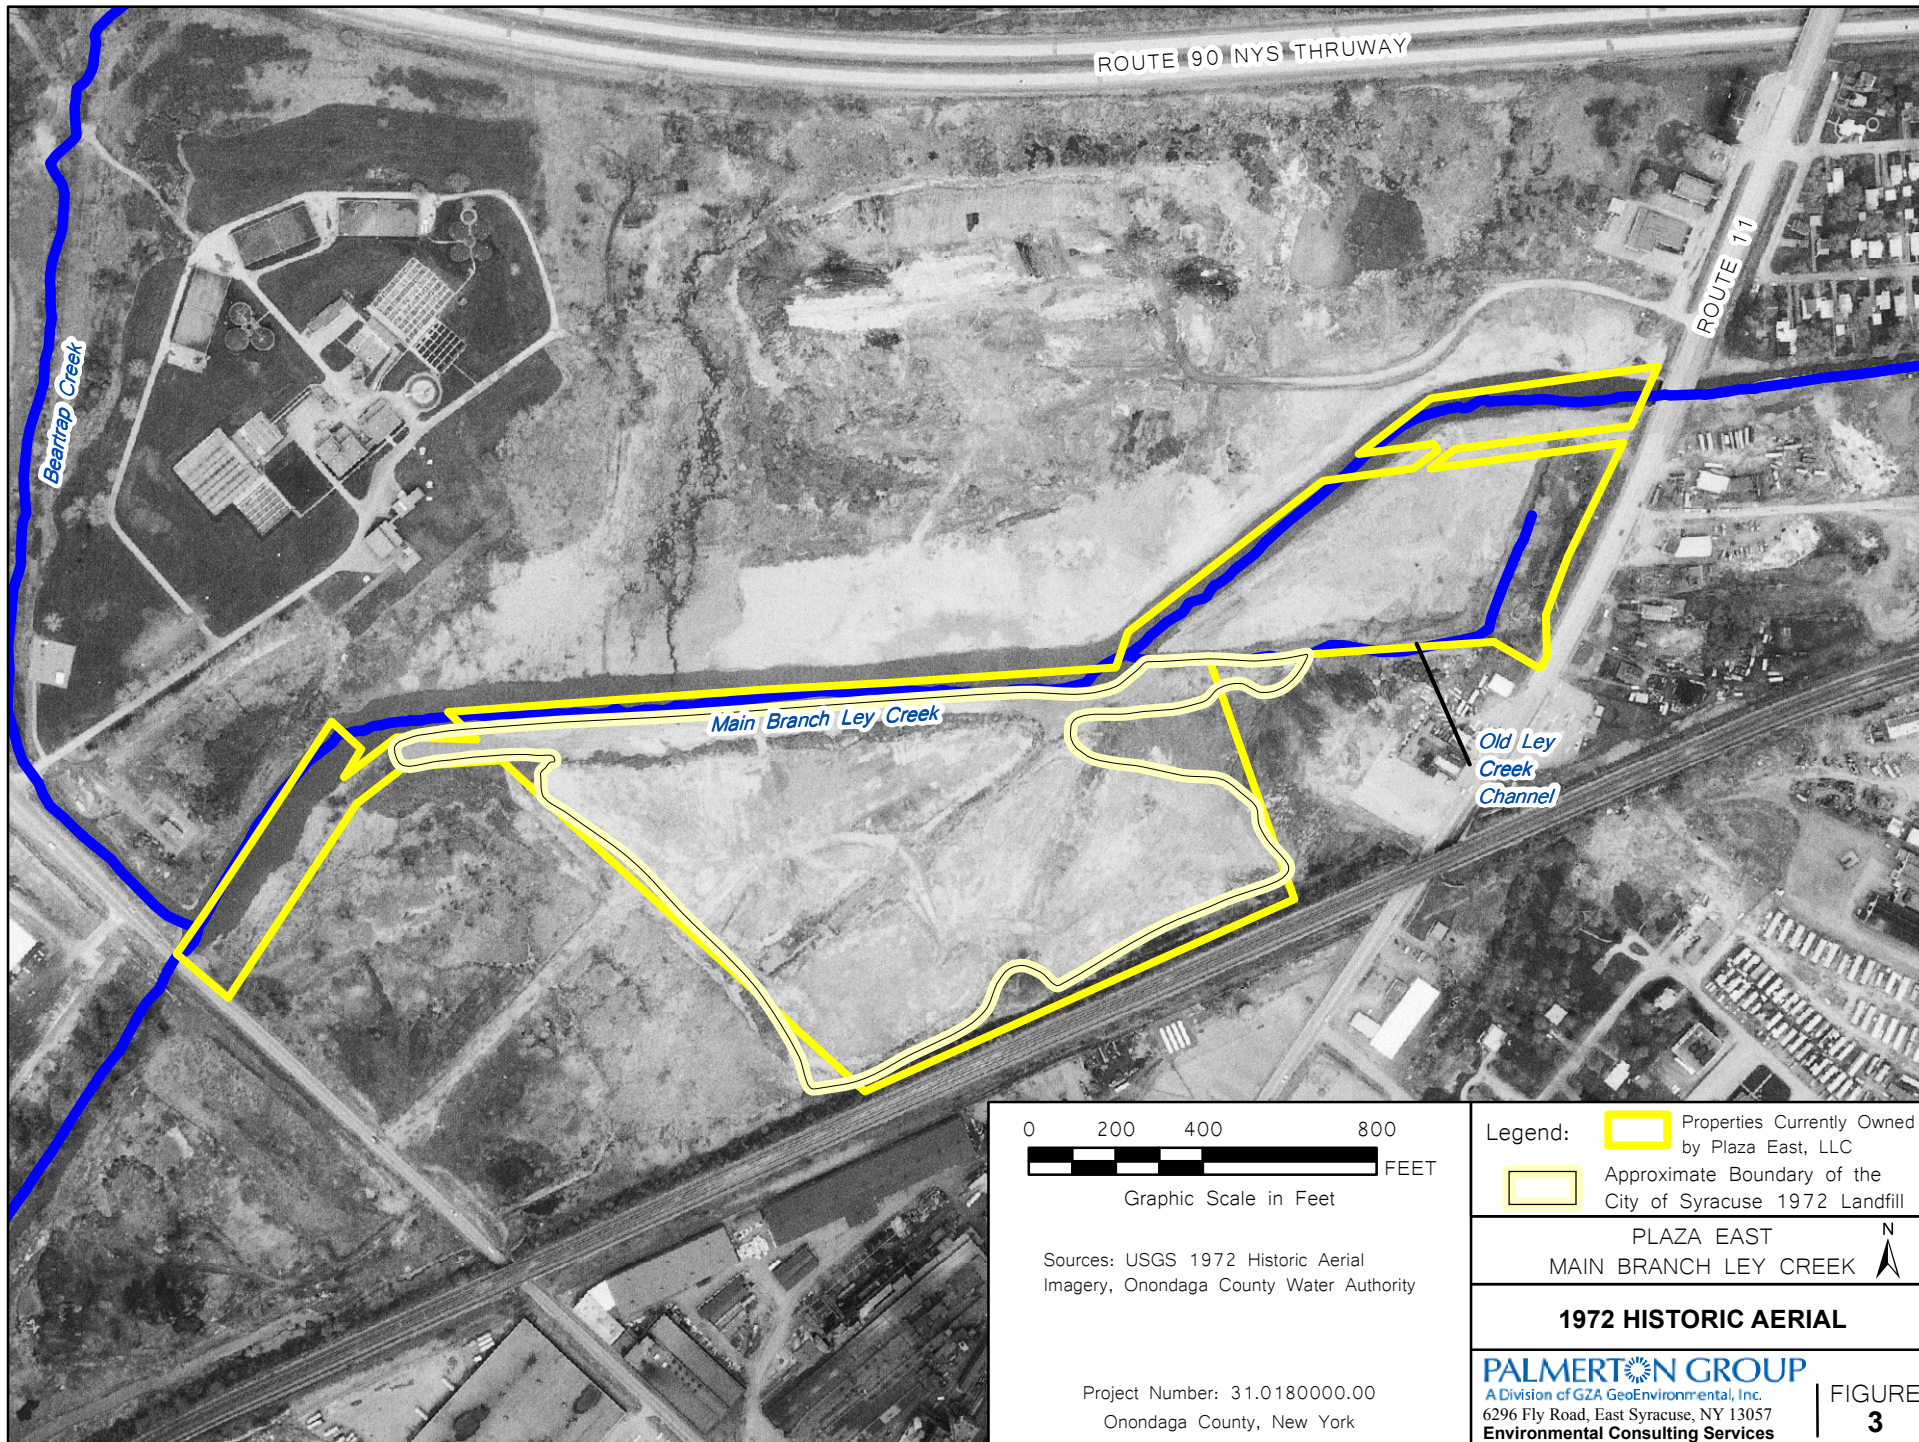 ROUTE 90 NYS THRUWAY
ROUTE 11
Beartrap Creek
Main Branch Ley Creek
Old Ley
Creek
Channel
0 200 400 800
FEET
Graphic Scale in Feet
Sources: USGS 1972 Historic Aerial
Imagery, Onondaga County Water Authority
Project Number: 31.0180000.00
Onondaga County, New York
Legend:
Properties Currently Owned
by Plaza East, LLC
Approximate Boundary of the
City of Syracuse 1972 Landfill
PLAZA EAST
MAIN BRANCH LEY CREEK
N
1972 HISTORIC AERIAL
PALMERTON GROUP
A Division of GZA GeoEnvironmental, Inc.
6296 Fly Road, East Syracuse, NY 13057
Environmental Consulting Services
FIGURE
3